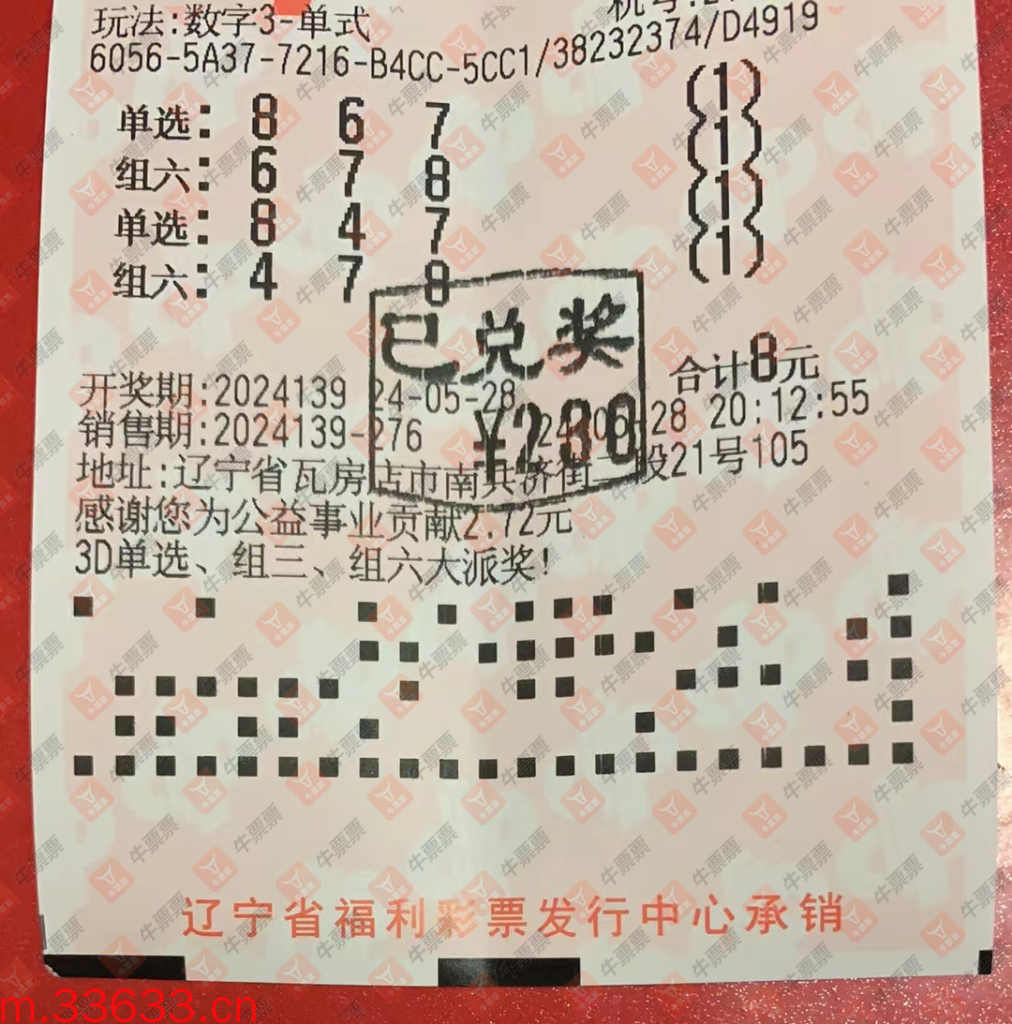 玩法:数字3-单式
6056-5A37-7216-B4CC-5CC1/38232374/D4919
单选: 8 6 7 (1)
组六: 6 7 8 (1)
单选: 8 4 7 (1)
组六: 4 7 8 (1)
已兑奖
合计8元
开奖期:2024139 24-05-28
销售期:2024139-276 28 20:12:55
地址:辽宁省瓦房店市南共济街二段21号105
感谢您为公益事业贡献2.72元
3D单选、组三、组六大派奖!
辽宁省福利彩票发行中心承销
m.33633.cn
牛票票